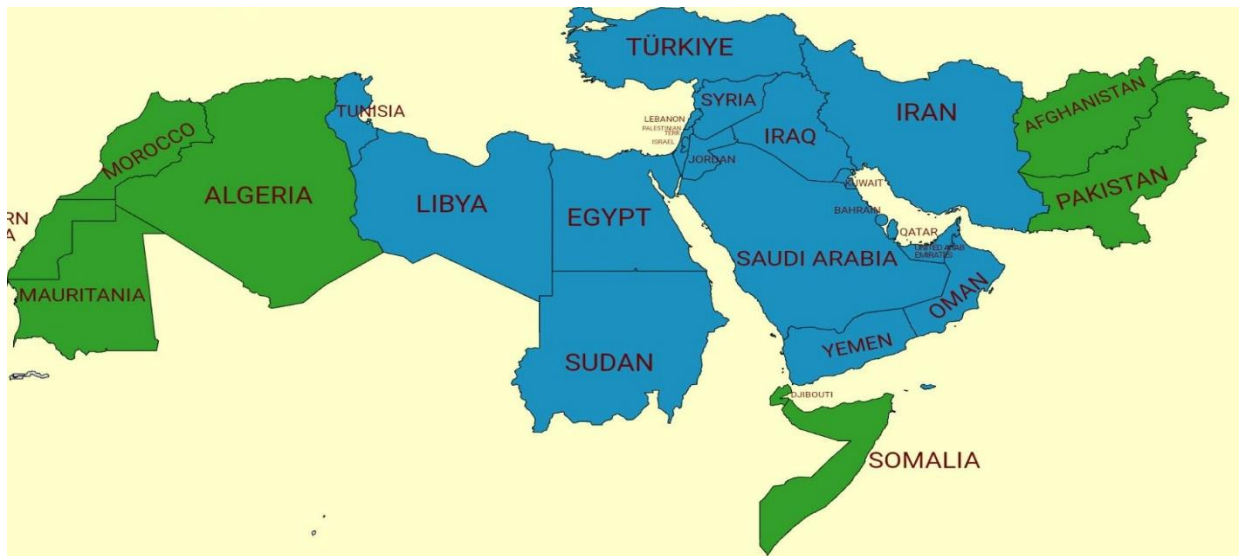 TÜRKIYE
SYRIA
IRAN
AFGHANISTAN
TUNISIA
LEBANON
PALESTINIAN
TERR.
ISRAEL
IRAQ
MOROCCO
JORDAN
ALGERIA
LIBYA
EGYPT
KUWAIT
PAKISTAN
BAHRAIN
QATAR
RN
A
SAUDI ARABIA
UNITED ARAB
EMIRATES
MAURITANIA
OMAN
YEMEN
SUDAN
DJIBOUTI
SOMALIA